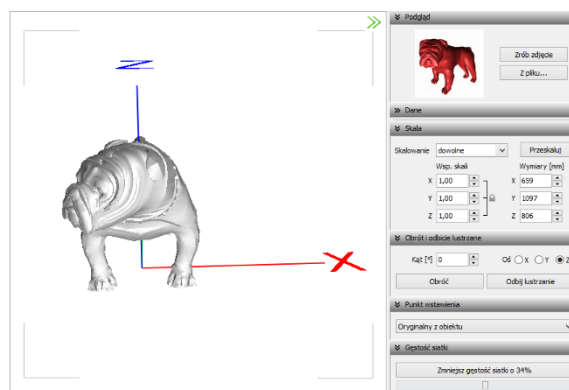 Podgląd
Zrób zdjęcie
Z pliku...
Dane
Skala
Skalowanie dowolne Przeskaluj
Wsp. skali Wymiary [mm]
X 1,00 X 659
Y 1,00 Y 1097
Z 1,00 Z 806
Obrót i odbicie lustrzane
Kąt [°] 0 Oś X Y Z
Obróć Odbij lustrzanie
Punkt wstawienia
Oryginalny z obiektu
Gęstość siatki
Zmniejsz gęstość siatki o 34%
Z
X